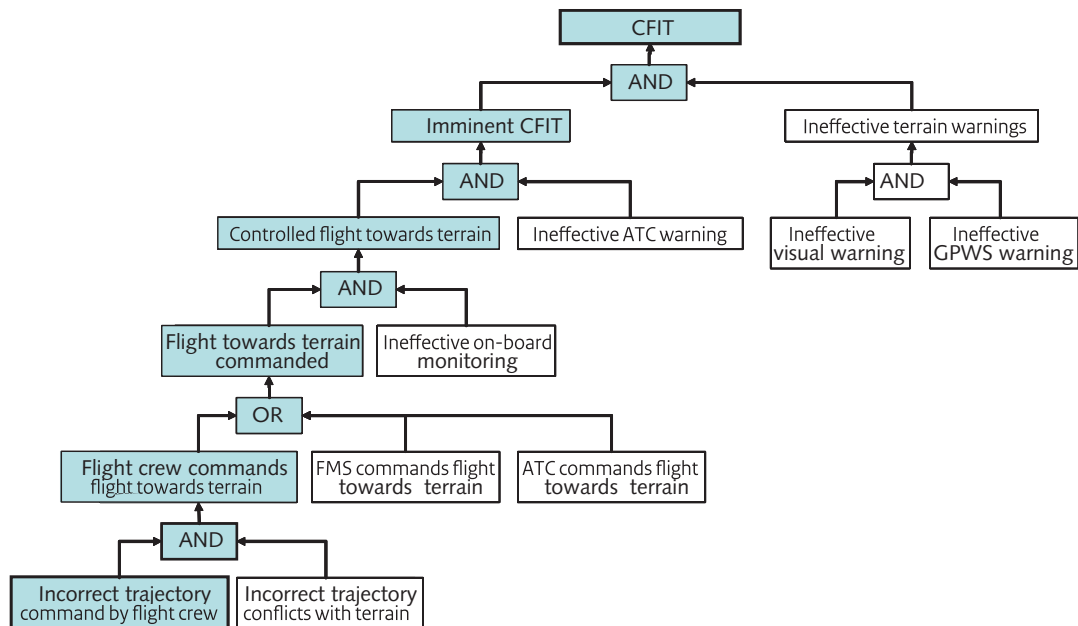 CFIT
AND
Imminent CFIT
Ineffective terrain warnings
AND
AND
Controlled flight towards terrain
Ineffective ATC warning
Ineffective
visual warning
Ineffective
GPWS warning
AND
Flight towards terrain
commanded
Ineffective on-board
monitoring
OR
Flight crew commands
flight towards terrain
FMS commands flight
towards terrain
ATC commands flight
towards terrain
AND
Incorrect trajectory
command by flight crew
Incorrect trajectory
conflicts with terrain